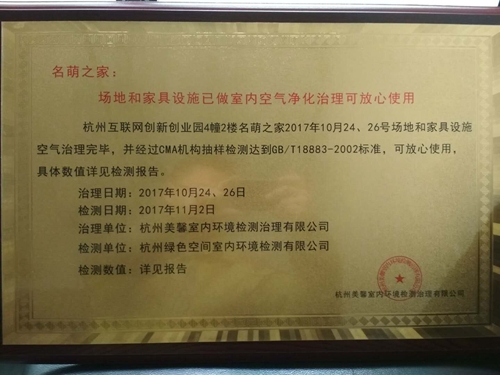 名萌之家：
场地和家具设施已做室内空气净化治理可放心使用
杭州互联网创新创业园4幢2楼名萌之家2017年10月24、26号场地和家具设施
空气治理完毕，并经过CMA机构抽样检测达到GB/T18883-2002标准，可放心使用，
具体数值详见检测报告。
治理日期：2017年10月24、26日
检测日期：2017年11月2日
治理单位：杭州美馨室内环境检测治理有限公司
检测单位：杭州绿色空间室内环境检测有限公司
检测数值：详见报告
杭州美馨室内环境检测治理有限公司